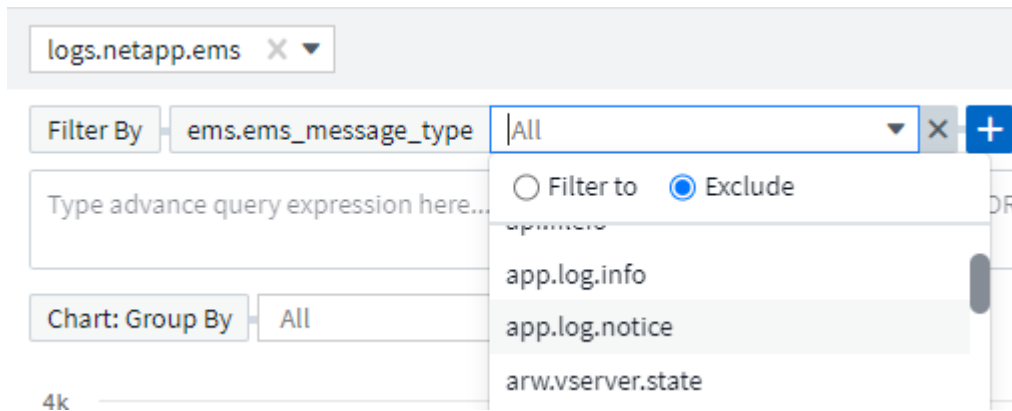 logs.netapp.ems
Filter By ems.ems_message_type All
Filter to Exclude
Type advance query expression here...
app.log.info
Chart: Group By All
app.log.notice
arw.vserver.state
4k